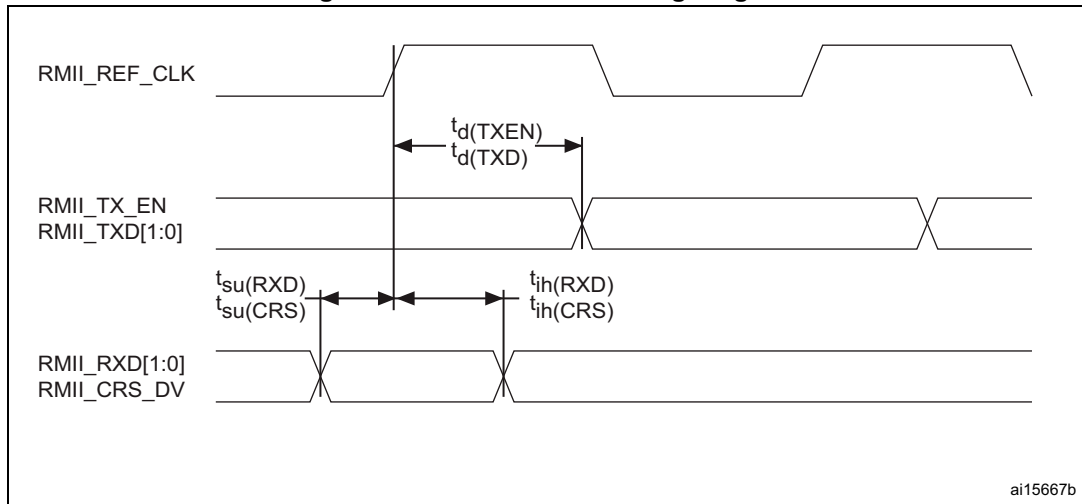 RMII_REF_CLK
td(TXEN)
td(TXD)
RMII_TX_EN
RMII_TXD[1:0]
tsu(RXD)
tsu(CRS)
tih(RXD)
tih(CRS)
RMII_RXD[1:0]
RMII_CRS_DV
ai15667b